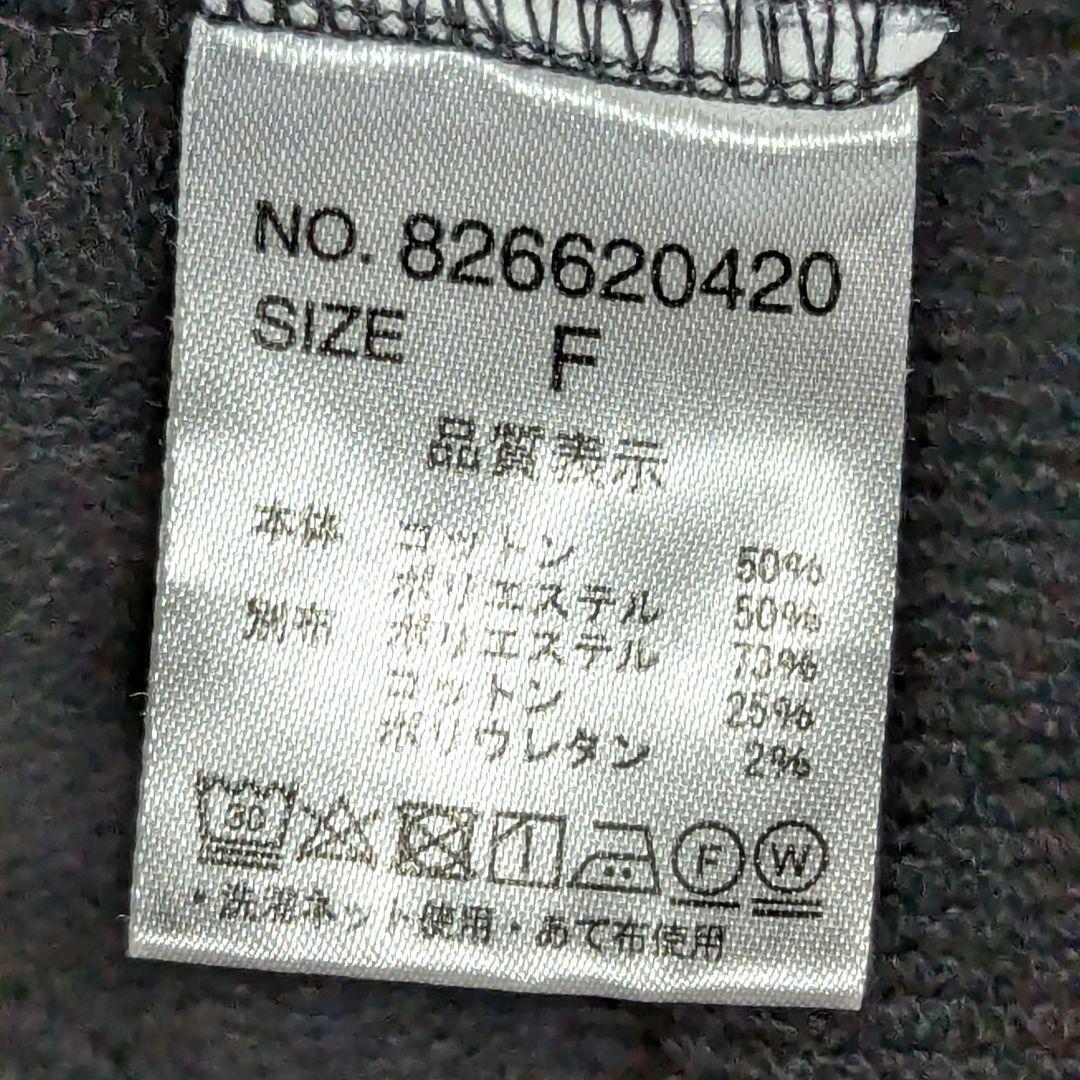 NO. 826620420
SIZE F
品質表示
本体 コットン 50%
ポリエステル 50%
別布 ポリエステル 73%
コットン 25%
ポリウレタン 2%
30 F W
・洗濯ネット使用・あて布使用